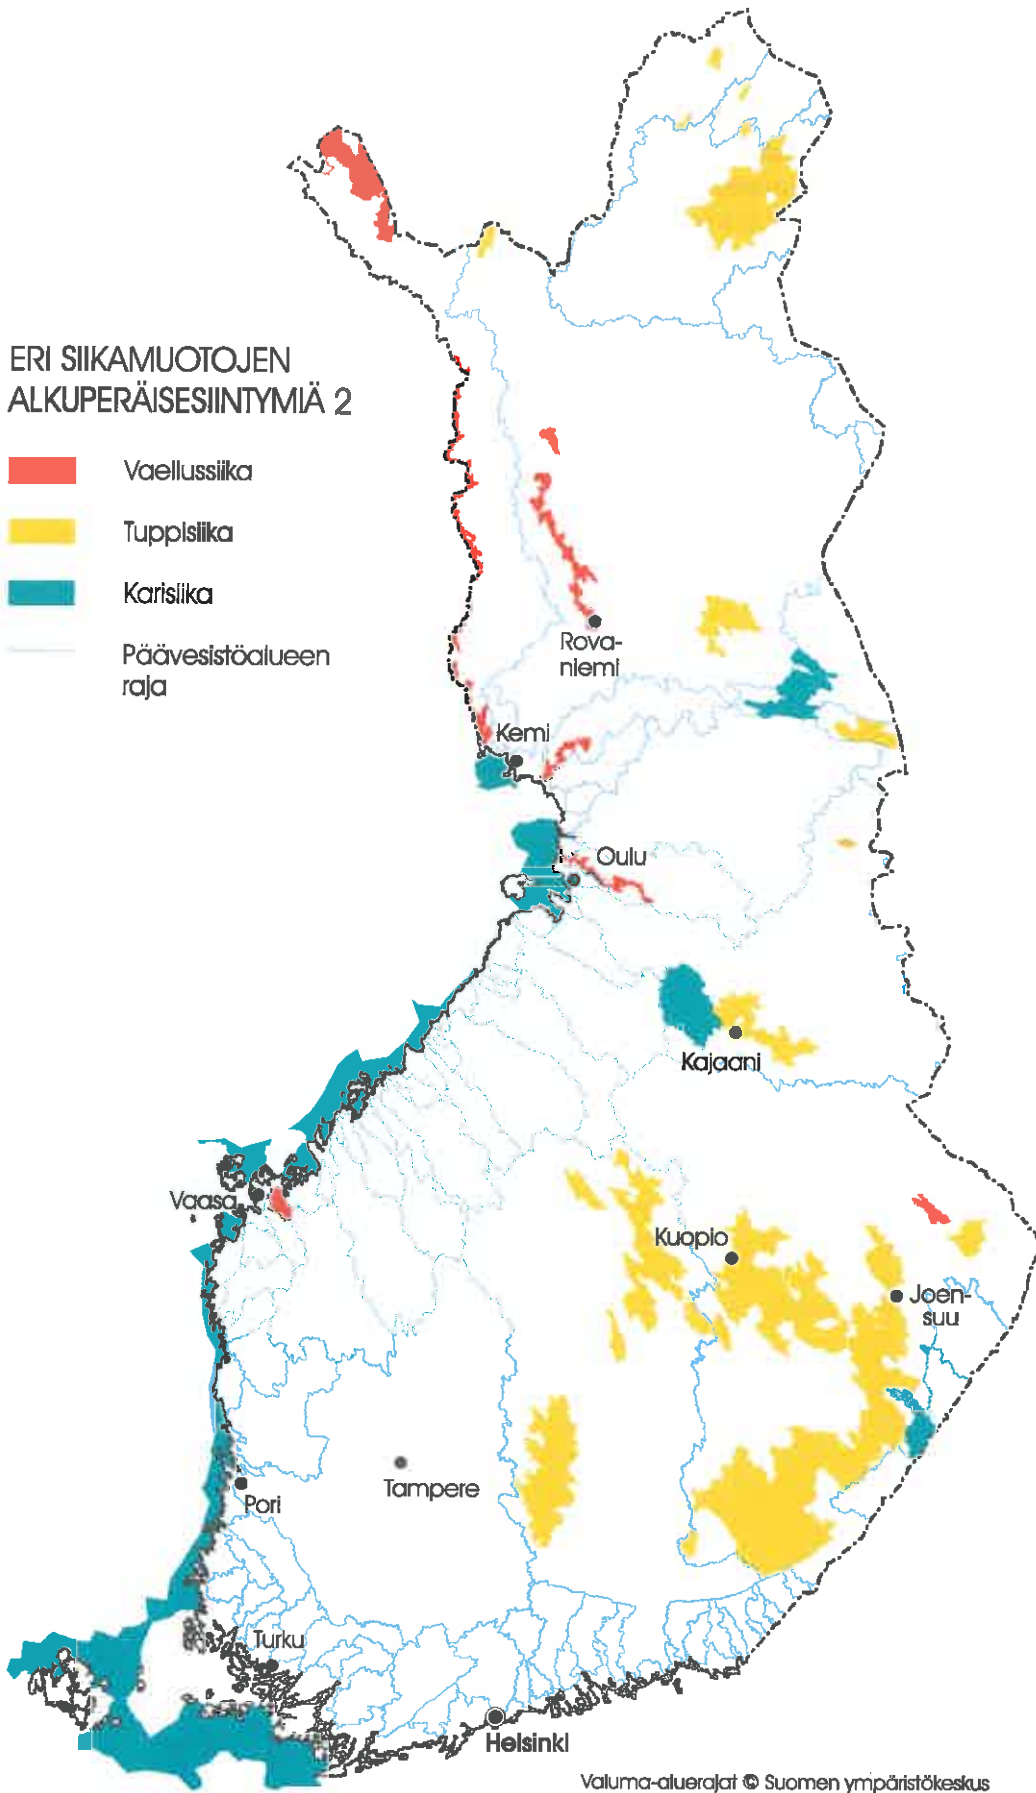 ERI SIIKAMUOTOJEN
ALKUPERÄISESIINTYMIÄ 2
Vaellussiika
Tuppisiika
Karisiika
Päävesistöalueen
raja
Rova-
niemi
Kemi
Oulu
Kajaani
Vaasa
Kuopio
Joen-
suu
Tampere
Pori
Turku
Helsinki
Valuma-aluerajat © Suomen ympäristökeskus